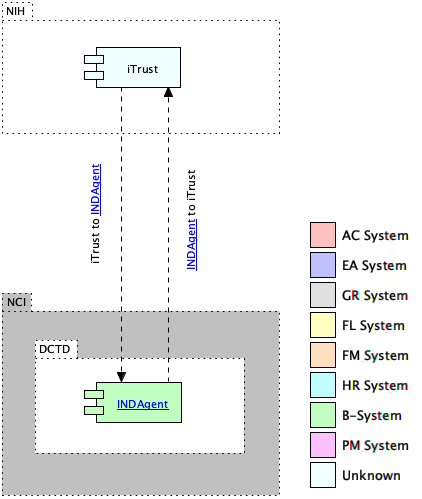 NIH
iTrust
iTrust to INDAgent
INDAgent to iTrust
NCI
DCTD
INDAgent
AC System
EA System
GR System
FL System
FM System
HR System
B-System
PM System
Unknown